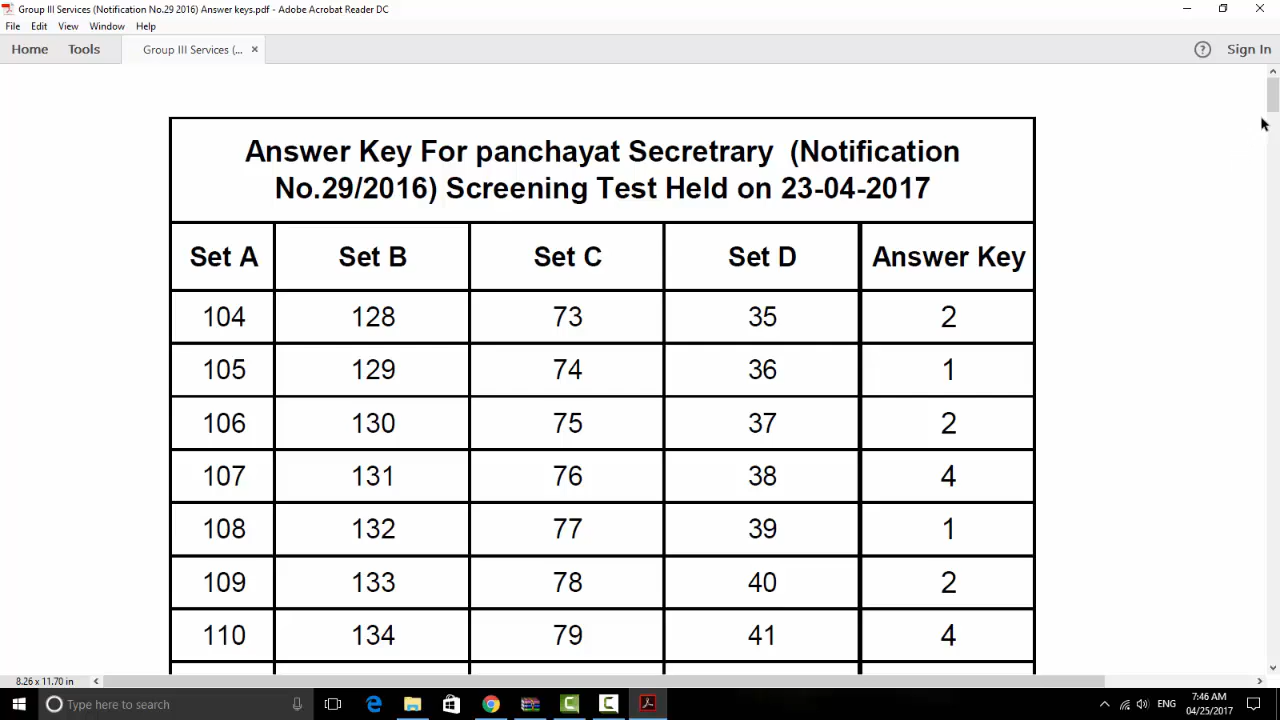 Group III Services (Notification No.29 2016) Answer keys.pdf - Adobe Acrobat Reader DC
File Edit View Window Help
Home Tools Group III Services (... × Sign In
Answer Key For panchayat Secretrary (Notification
No.29/2016) Screening Test Held on 23-04-2017
Set A Set B Set C Set D Answer Key
104 128 73 35 2
105 129 74 36 1
106 130 75 37 2
107 131 76 38 4
108 132 77 39 1
109 133 78 40 2
110 134 79 41 4
8.26 x 11.70 in
Type here to search
ENG 7:46 AM
04/25/2017